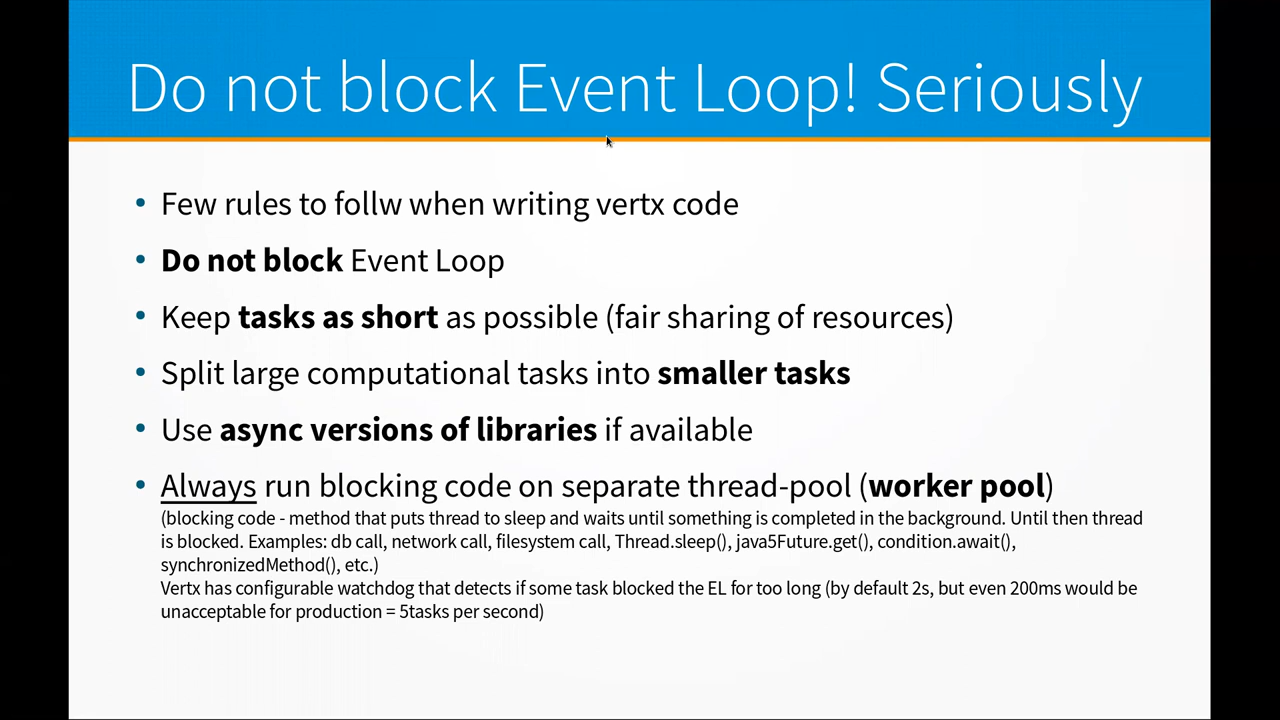 Do not block Event Loop! Seriously
• Few rules to follw when writing vertx code
• Do not block Event Loop
• Keep tasks as short as possible (fair sharing of resources)
• Split large computational tasks into smaller tasks
• Use async versions of libraries if available
• Always run blocking code on separate thread-pool (worker pool)
(blocking code - method that puts thread to sleep and waits until something is completed in the background. Until then thread
is blocked. Examples: db call, network call, filesystem call, Thread.sleep(), java5Future.get(), condition.await(),
synchronizedMethod(), etc.)
Vertx has configurable watchdog that detects if some task blocked the EL for too long (by default 2s, but even 200ms would be
unacceptable for production = 5tasks per second)